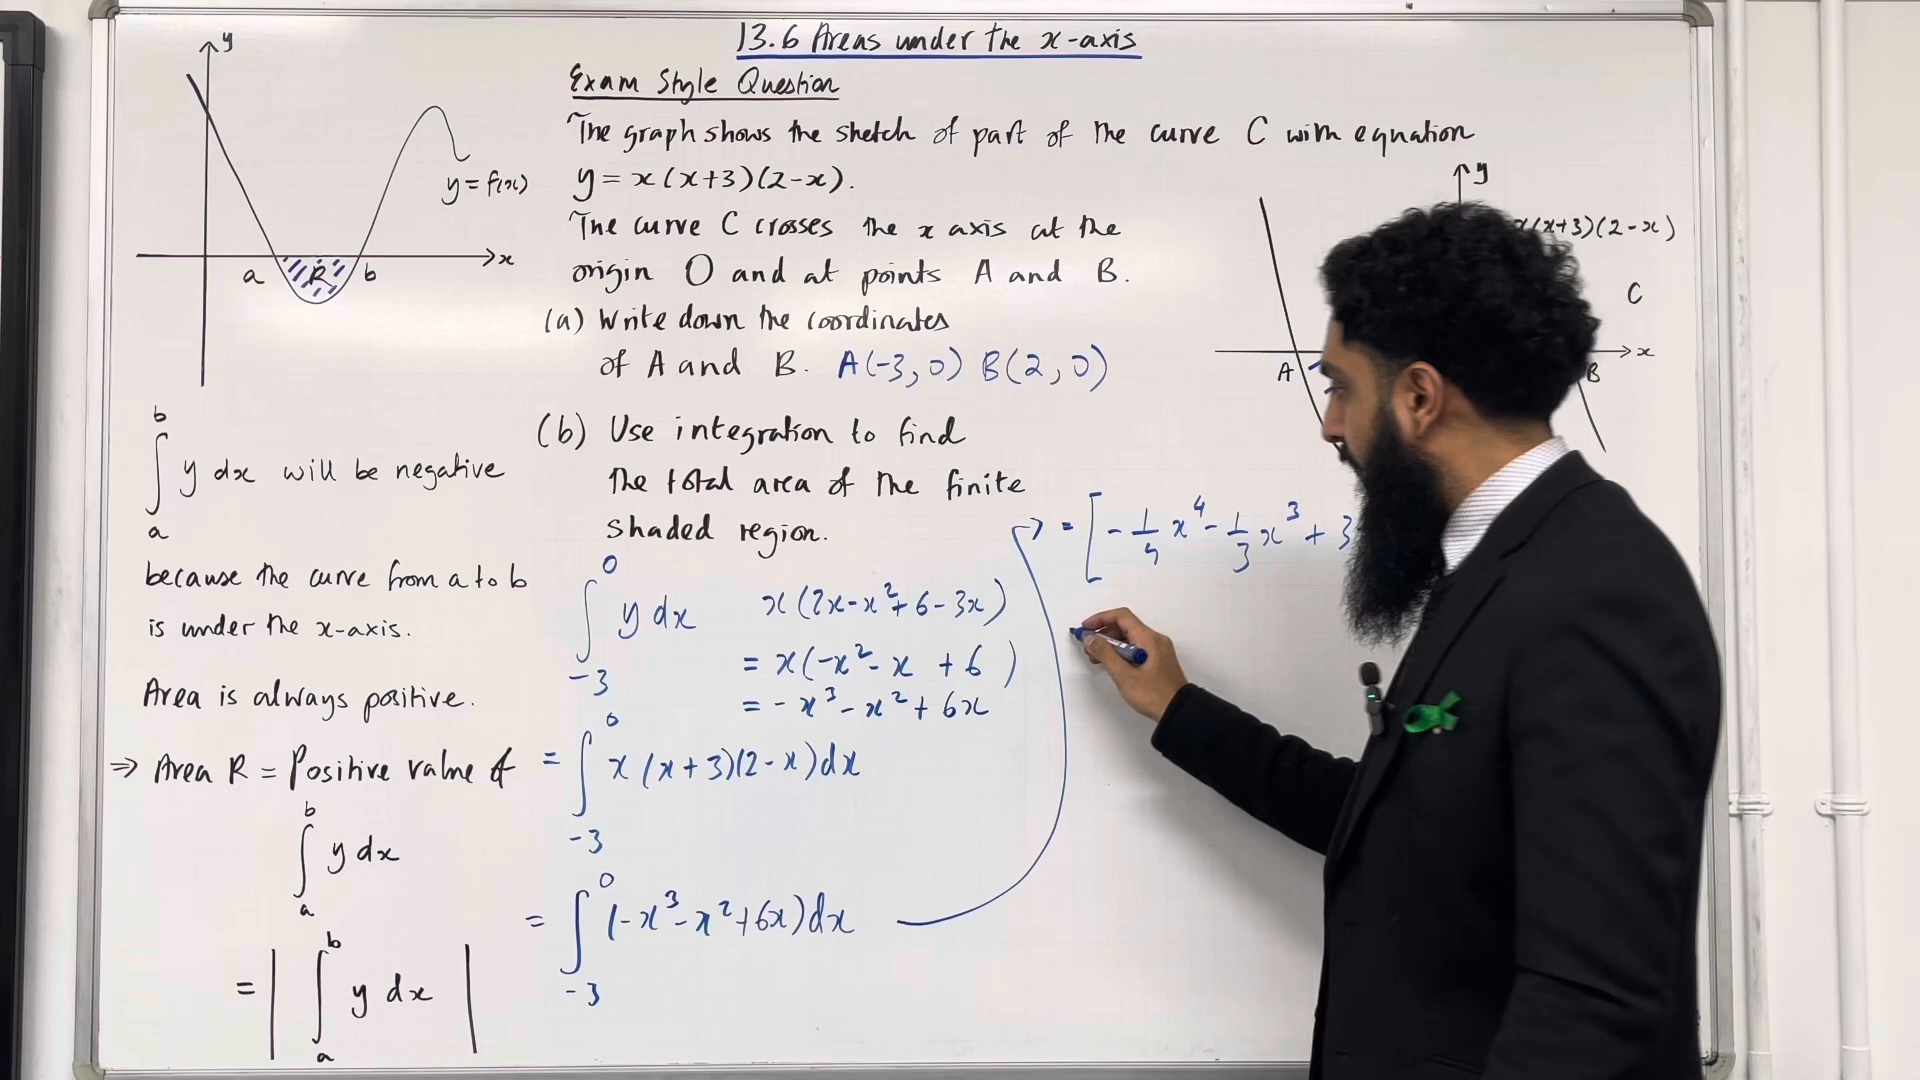 13.6 Areas under the x-axis
Exam Style Question
The graph shows the sketch of part of the curve C with equation
y = x(x+3)(2-x).
The curve C crosses the x axis at the
origin O and at points A and B.
(a) Write down the coordinates
of A and B. A(-3, 0) B(2, 0)
(b) Use integration to find
the total area of the finite
shaded region.
0
∫ y dx
-3
x(2x-x²+6-3x)
= x(-x²-x +6 )
= -x³-x²+6x
0
= ∫ x(x+3)(2-x)dx
-3
0
= ∫ (-x³-x²+6x)dx
-3
= [ -1/4 x⁴ - 1/3 x³ + 3
y
x
a R b
y = f(x)
b
∫ y dx will be negative
a
because the curve from a to b
is under the x-axis.
Area is always positive.
⇒ Area R = Positive value of
b
∫ y dx
a
b
= | ∫ y dx |
a
y
(x+3)(2-x)
C
x
A
B